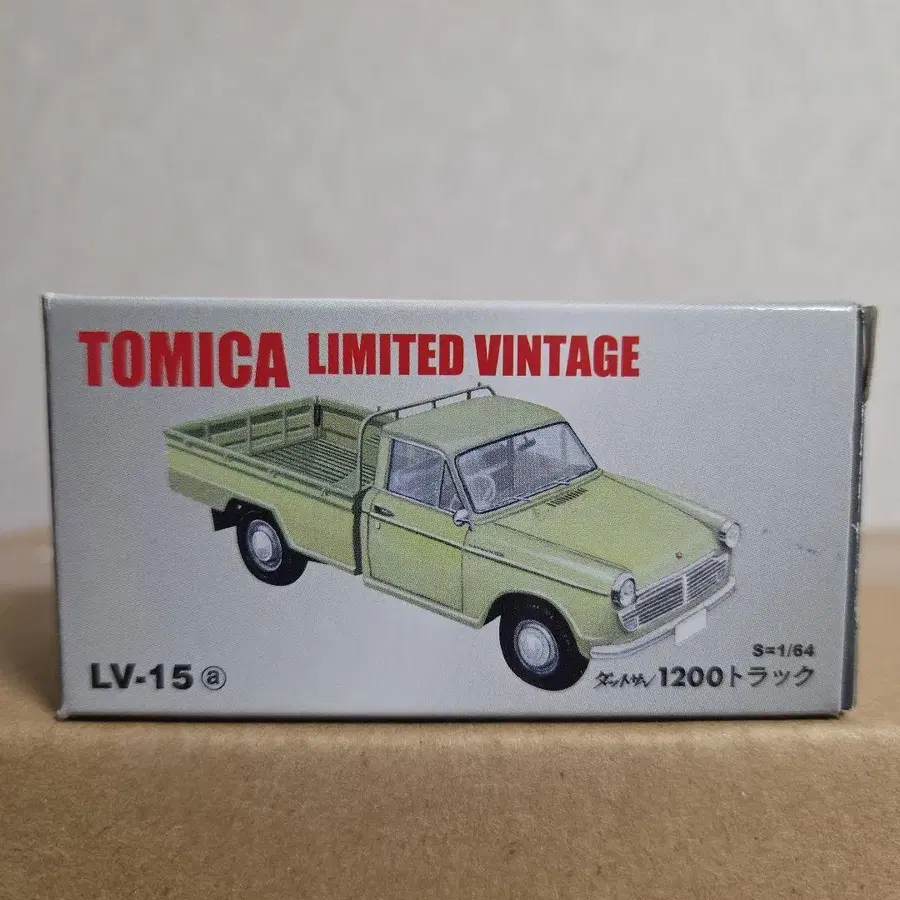 TOMICA LIMITED VINTAGE
S=1/64
LV-15 ⓐ ダットサン 1200トラック